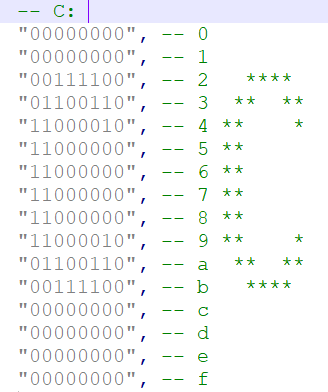 -- C:
"00000000", -- 0
"00000000", -- 1
"00111100", -- 2   ****
"01100110", -- 3  **  **
"11000010", -- 4 **    *
"11000000", -- 5 **
"11000000", -- 6 **
"11000000", -- 7 **
"11000000", -- 8 **
"11000010", -- 9 **    *
"01100110", -- a  **  **
"00111100", -- b   ****
"00000000", -- c
"00000000", -- d
"00000000", -- e
"00000000", -- f